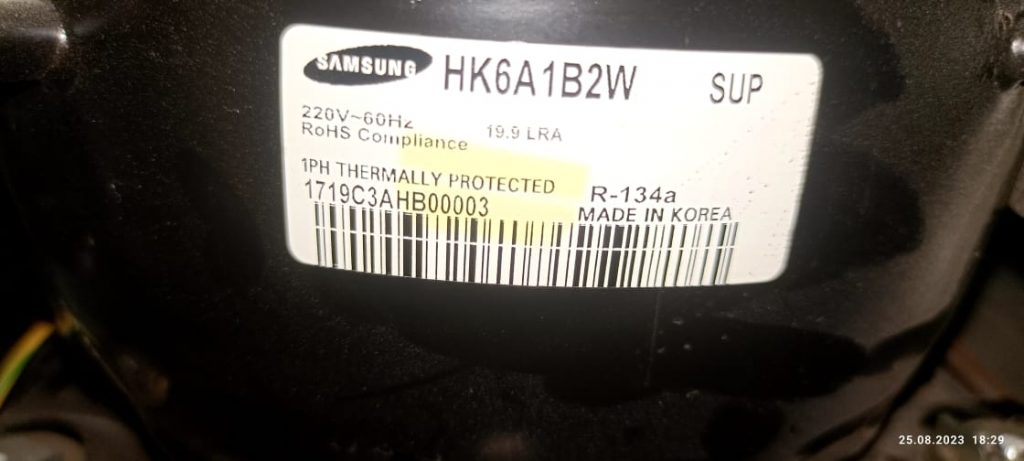 SAMSUNG HK6A1B2W SUP
220V~60Hz 19.9 LRA
RoHS Compliance
1PH THERMALLY PROTECTED
R-134a
1719C3AHB00003
MADE IN KOREA
25.08.2023 18:29